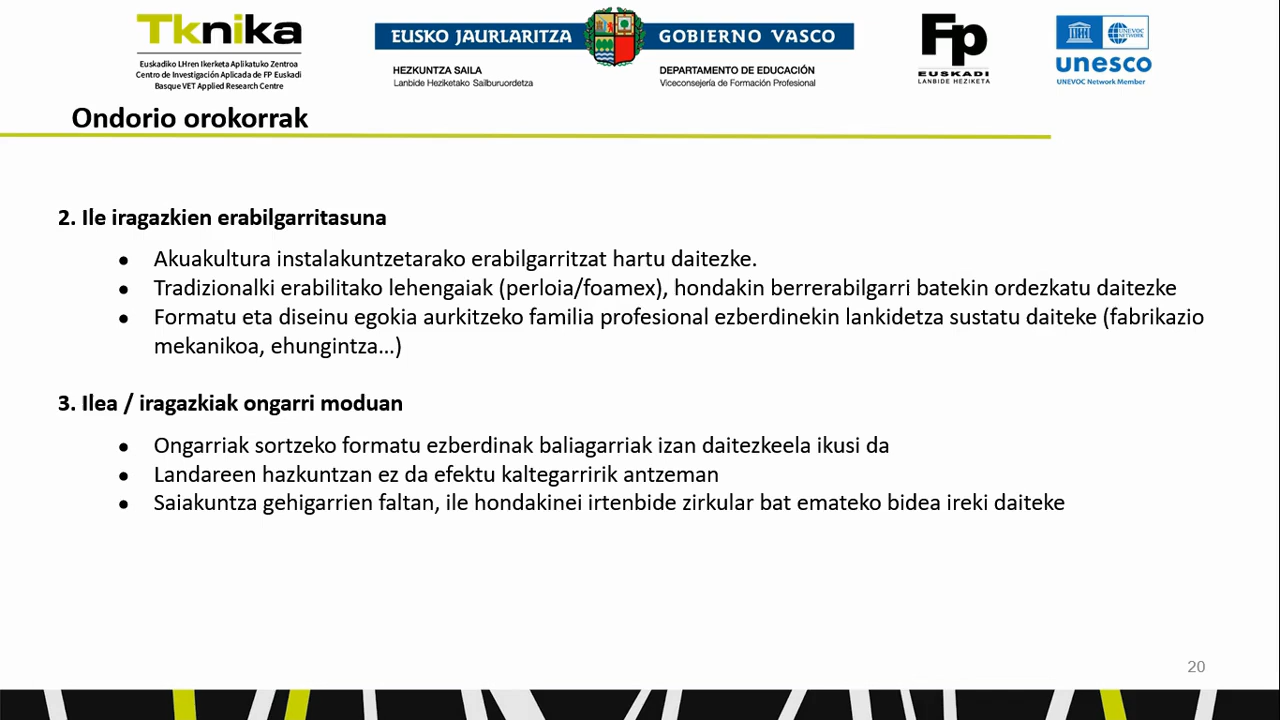 Tknika
Euskadiko LHren Ikerketa Aplikatuko Zentroa
Centro de Investigación Aplicada de FP Euskadi
Basque VET Applied Research Centre
EUSKO JAURLARITZA
GOBIERNO VASCO
HEZKUNTZA SAILA
Lanbide Heziketako Sailburuordetza
DEPARTAMENTO DE EDUCACIÓN
Viceconsejería de Formación Profesional
Fp
EUSKADI
LANBIDE HEZIKETA
UNEVOC
NETWORK
unesco
UNEVOC Network Member
Ondorio orokorrak
2. Ile iragazkien erabilgarritasuna
● Akuakultura instalakuntzetarako erabilgarritzat hartu daitezke.
● Tradizionalki erabilitako lehengaiak (perloia/foamex), hondakin berrerabilgarri batekin ordezkatu daitezke
● Formatu eta diseinu egokia aurkitzeko familia profesional ezberdinekin lankidetza sustatu daiteke (fabrikazio
mekanikoa, ehungintza...)
3. Ilea / iragazkiak ongarri moduan
● Ongarriak sortzeko formatu ezberdinak baliagarriak izan daitezkeela ikusi da
● Landareen hazkuntzan ez da efektu kaltegarririk antzeman
● Saiakuntza gehigarrien faltan, ile hondakinei irtenbide zirkular bat emateko bidea ireki daiteke
20